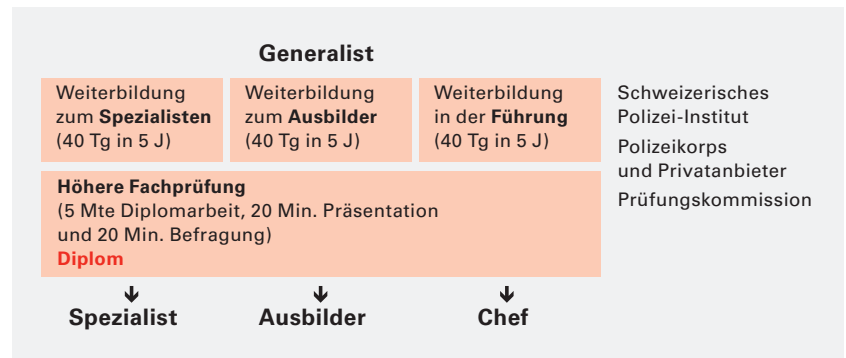 Generalist
Weiterbildung
zum Spezialisten
(40 Tg in 5 J)
Weiterbildung
zum Ausbilder
(40 Tg in 5 J)
Weiterbildung
in der Führung
(40 Tg in 5 J)
Schweizerisches
Polizei-Institut
Polizeikorps
und Privatanbieter
Prüfungskommission
Höhere Fachprüfung
(5 Mte Diplomarbeit, 20 Min. Präsentation
und 20 Min. Befragung)
Diplom
Spezialist
Ausbilder
Chef